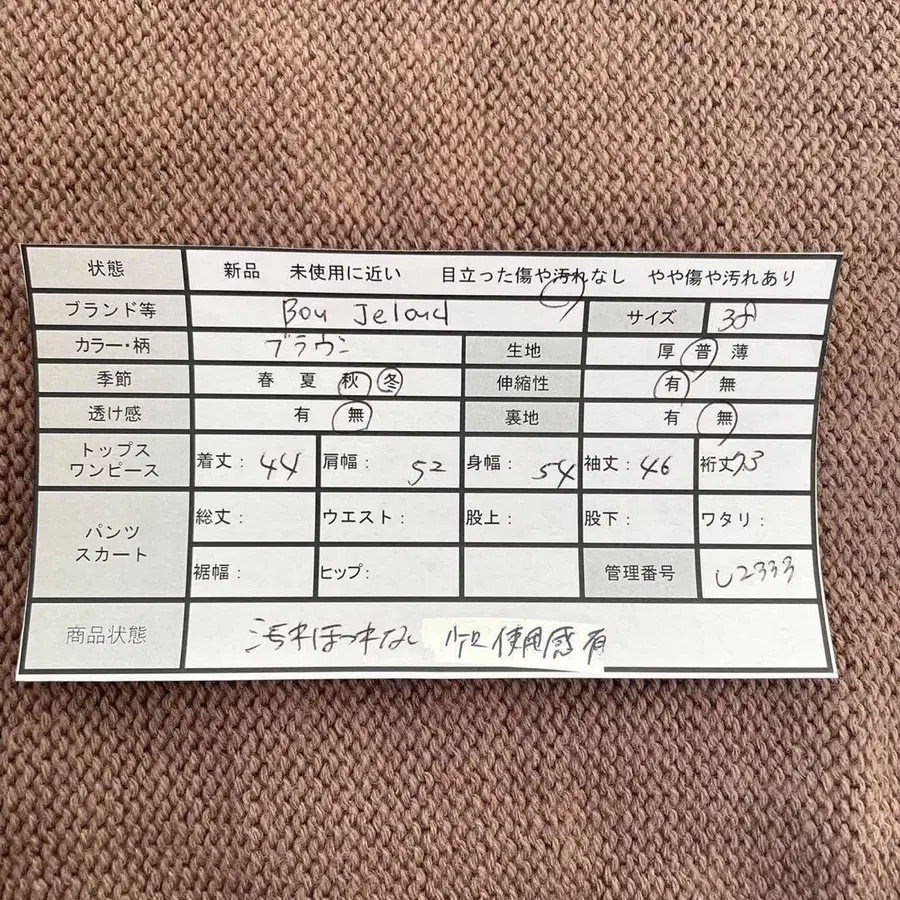 状態 新品 未使用に近い 目立った傷や汚れなし やや傷や汚れあり
ブランド等 Bou Jeloud サイズ 38
カラー・柄 ブラウン 生地 厚 普 薄
季節 春 夏 秋 冬 伸縮性 有 無
透け感 有 無 裏地 有 無
トップス ワンピース 着丈: 44 肩幅: 52 身幅: 54 袖丈: 46 裄丈 73
パンツ スカート 総丈: ウエスト: 股上: 股下: ワタリ:
裾幅: ヒップ: 管理番号 U2333
商品状態 汚れほつれなし 使用感有